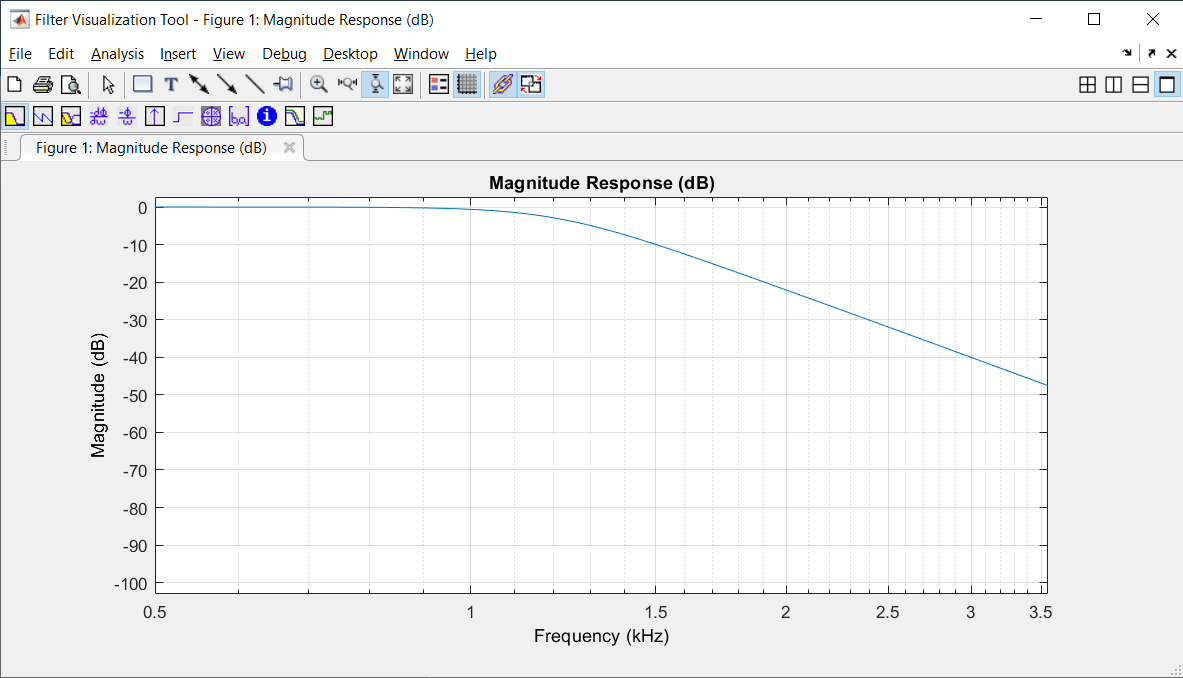 Filter Visualization Tool - Figure 1: Magnitude Response (dB)
File Edit Analysis Insert View Debug Desktop Window Help
Figure 1: Magnitude Response (dB)
Magnitude Response (dB)
0
-10
-20
-30
-40
-50
-60
-70
-80
-90
-100
Magnitude (dB)
0.5 1 1.5 2 2.5 3 3.5
Frequency (kHz)